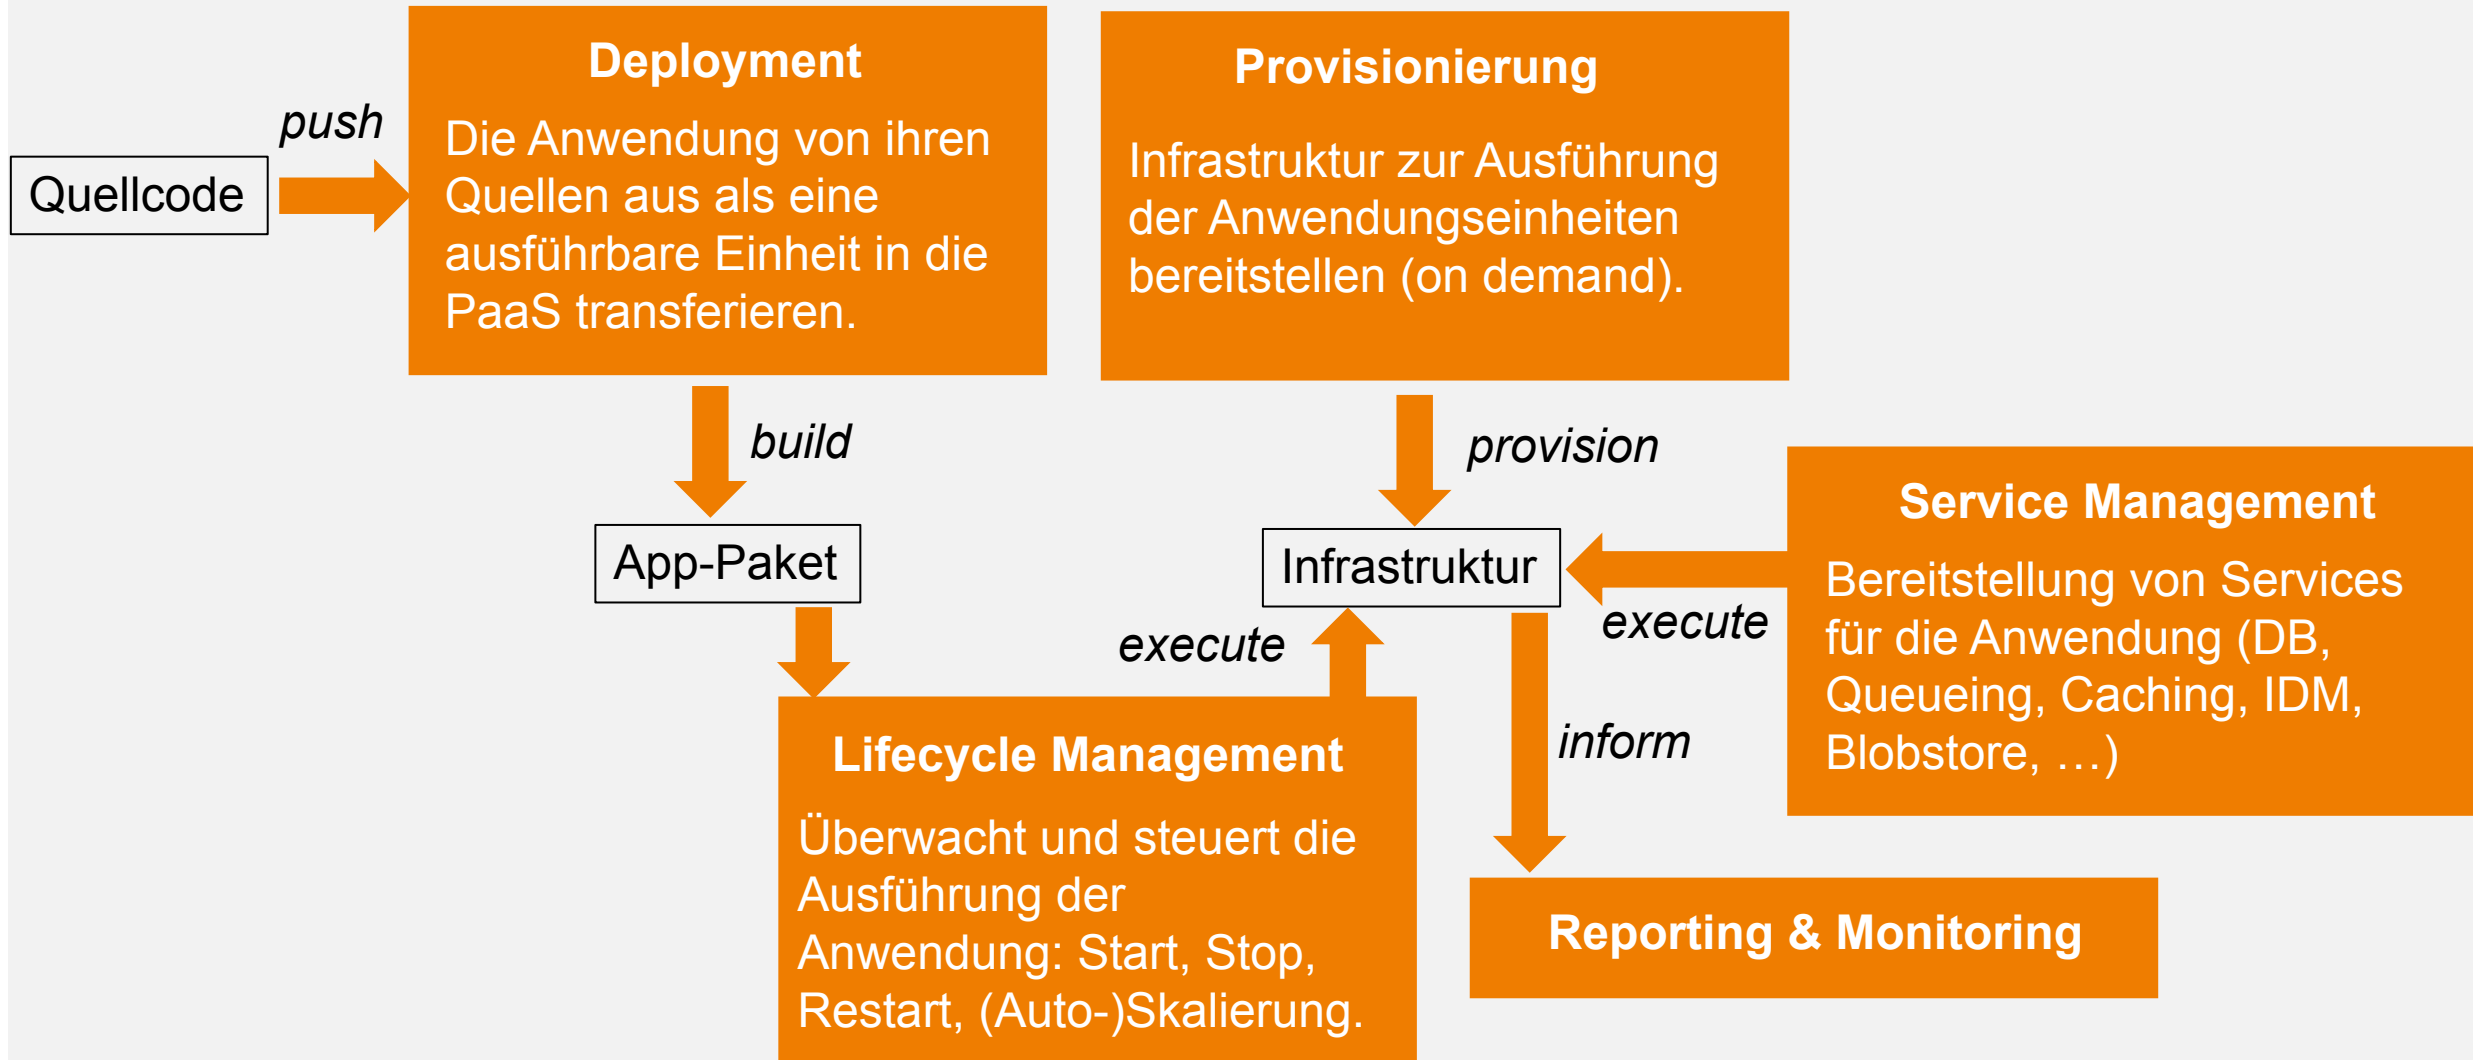 Quellcode
push
Deployment
Die Anwendung von ihren
Quellen aus als eine
ausführbare Einheit in die
PaaS transferieren.
Provisionierung
Infrastruktur zur Ausführung
der Anwendungseinheiten
bereitstellen (on demand).
build
provision
App-Paket
Infrastruktur
Service Management
Bereitstellung von Services
für die Anwendung (DB,
Queueing, Caching, IDM,
Blobstore, …)
execute
execute
inform
Lifecycle Management
Überwacht und steuert die
Ausführung der
Anwendung: Start, Stop,
Restart, (Auto-)Skalierung.
Reporting & Monitoring